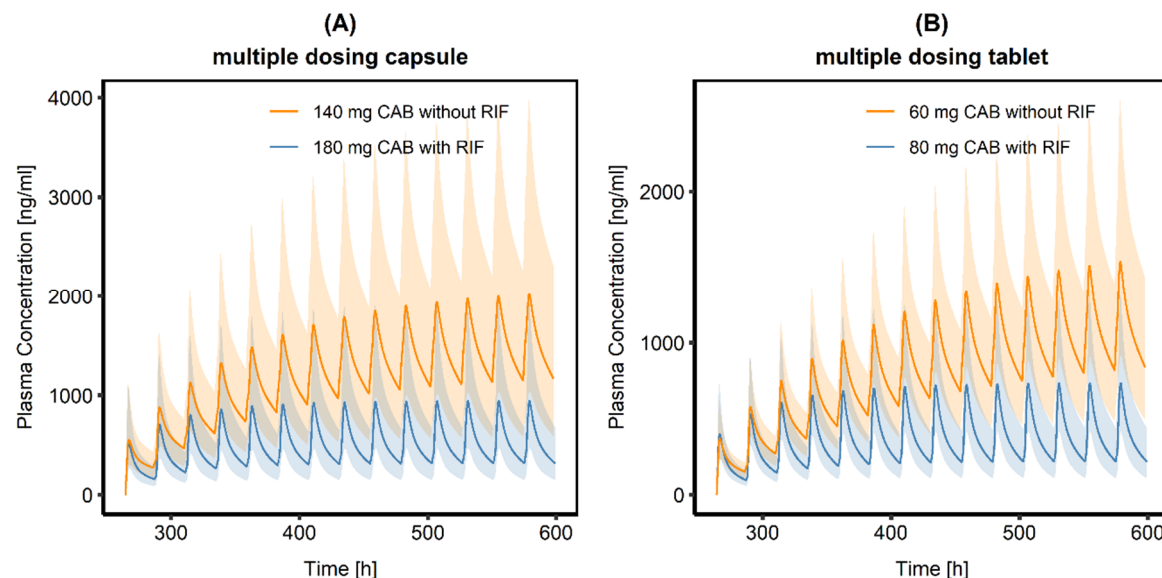 (A)
multiple dosing capsule
140 mg CAB without RIF
180 mg CAB with RIF
Plasma Concentration [ng/ml]
4000
3000
2000
1000
0
300
400
500
600
Time [h]
(B)
multiple dosing tablet
60 mg CAB without RIF
80 mg CAB with RIF
Plasma Concentration [ng/ml]
2000
1000
0
300
400
500
600
Time [h]